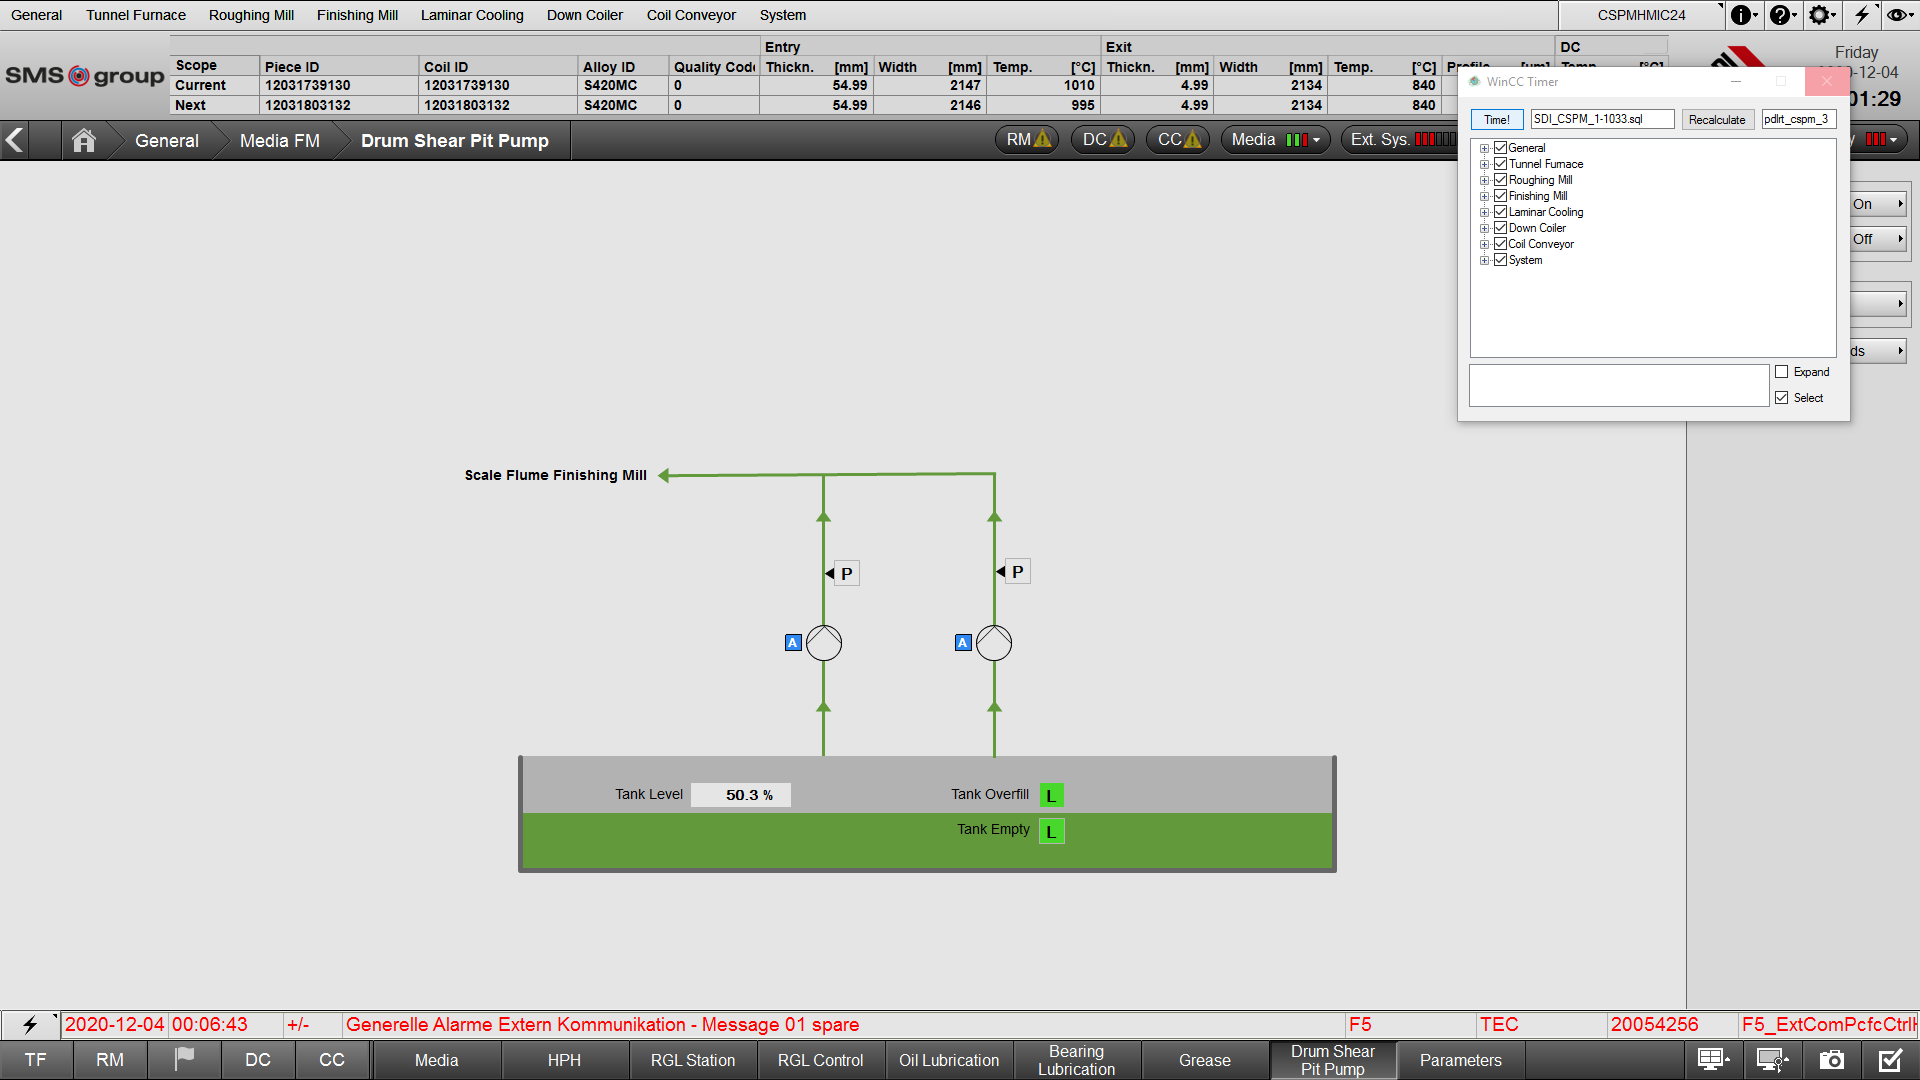 General Tunnel Furnace Roughing Mill Finishing Mill Laminar Cooling Down Coiler Coil Conveyor System CSPMHMIC24
SMS group
Entry Exit DC
Scope Piece ID Coil ID Alloy ID Quality Code Thickn. [mm] Width [mm] Temp. [°C] Thickn. [mm] Width [mm] Temp. [°C]
Current 12031739130 12031739130 S420MC 0 54.99 2147 1010 4.99 2134 840
Next 12031803132 12031803132 S420MC 0 54.99 2146 995 4.99 2134 840
Friday
-12-04
01:29
General Media FM Drum Shear Pit Pump RM DC CC Media Ext. Sys.
WinCC Timer
Time! SDI_CSPM_1-1033.sql Recalculate pdlrt_cspm_3
General
Tunnel Furnace
Roughing Mill
Finishing Mill
Laminar Cooling
Down Coiler
Coil Conveyor
System
Expand
Select
On
Off
ds
Scale Flume Finishing Mill
P P
A A
Tank Level 50.3 % Tank Overfill L
Tank Empty L
2020-12-04 00:06:43 +/- Generelle Alarme Extern Kommunikation - Message 01 spare F5 TEC 20054256 F5_ExtComPcfcCtrl
TF RM DC CC Media HPH RGL Station RGL Control Oil Lubrication Bearing Lubrication Grease Drum Shear Pit Pump Parameters